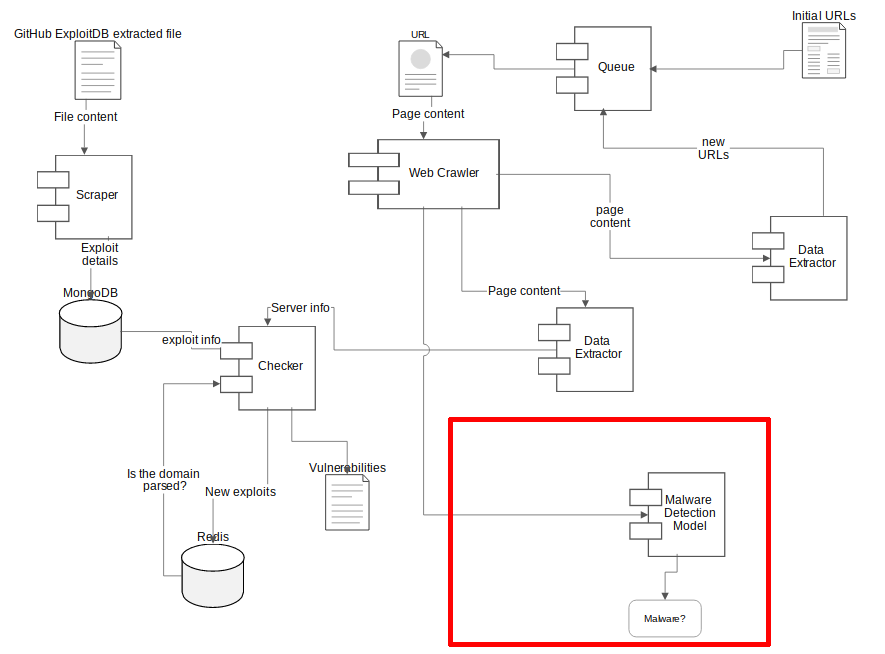 Initial URLs
GitHub ExploitDB extracted file
URL
Queue
Page content
File content
new
URLs
Web Crawler
Scraper
page
content
Exploit
details
Data
Extractor
MongoDB
Page content
Server info
exploit info
Data
Extractor
Checker
Vulnerabilities
Is the domain
parsed?
New exploits
Malware
Detection
Model
Redis
Malware?